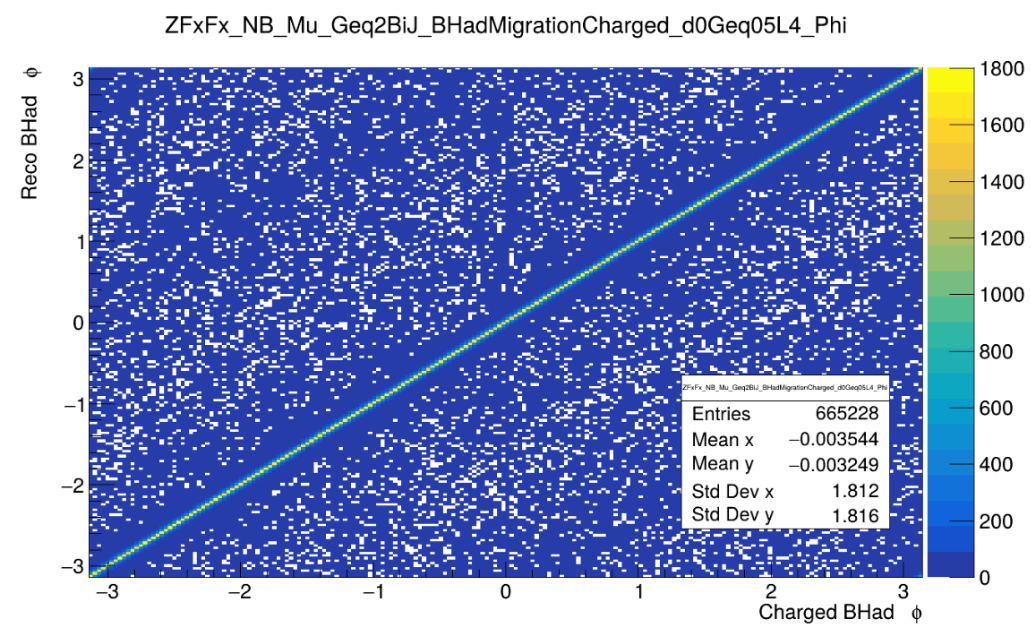 ZFxFx_NB_Mu_Geq2BiJ_BHadMigrationCharged_d0Geq05L4_Phi
Reco BHad ϕ
3
2
1
0
−1
−2
−3
1800
1600
1400
1200
1000
800
600
400
200
0
ZFxFx_NB_Mu_Geq2BiJ_BHadMigrationCharged_d0Geq05L4_Phi
Entries 665228
Mean x −0.003544
Mean y −0.003249
Std Dev x 1.812
Std Dev y 1.816
−3 −2 −1 0 1 2 3
Charged BHad ϕ